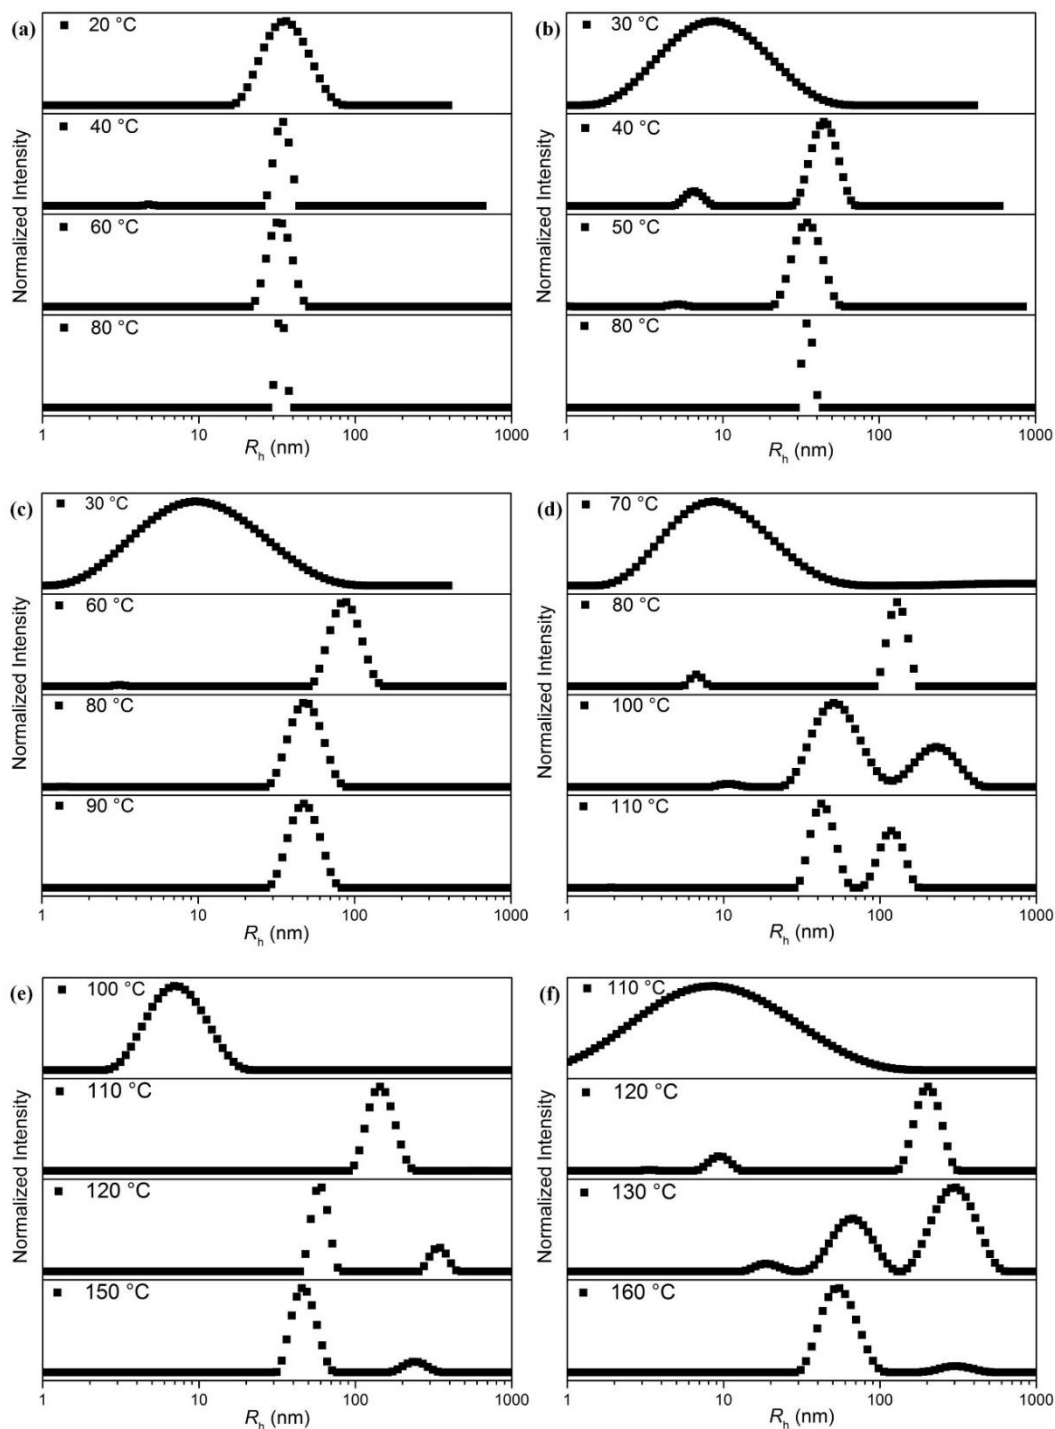 (a)
20 °C
40 °C
60 °C
80 °C
Normalized Intensity
1 10 100 1000
Rh (nm)
(b)
30 °C
40 °C
50 °C
80 °C
Normalized Intensity
1 10 100 1000
Rh (nm)
(c)
30 °C
60 °C
80 °C
90 °C
Normalized Intensity
1 10 100 1000
Rh (nm)
(d)
70 °C
80 °C
100 °C
110 °C
Normalized Intensity
1 10 100 1000
Rh (nm)
(e)
100 °C
110 °C
120 °C
150 °C
Normalized Intensity
1 10 100 1000
Rh (nm)
(f)
110 °C
120 °C
130 °C
160 °C
Normalized Intensity
1 10 100 1000
Rh (nm)